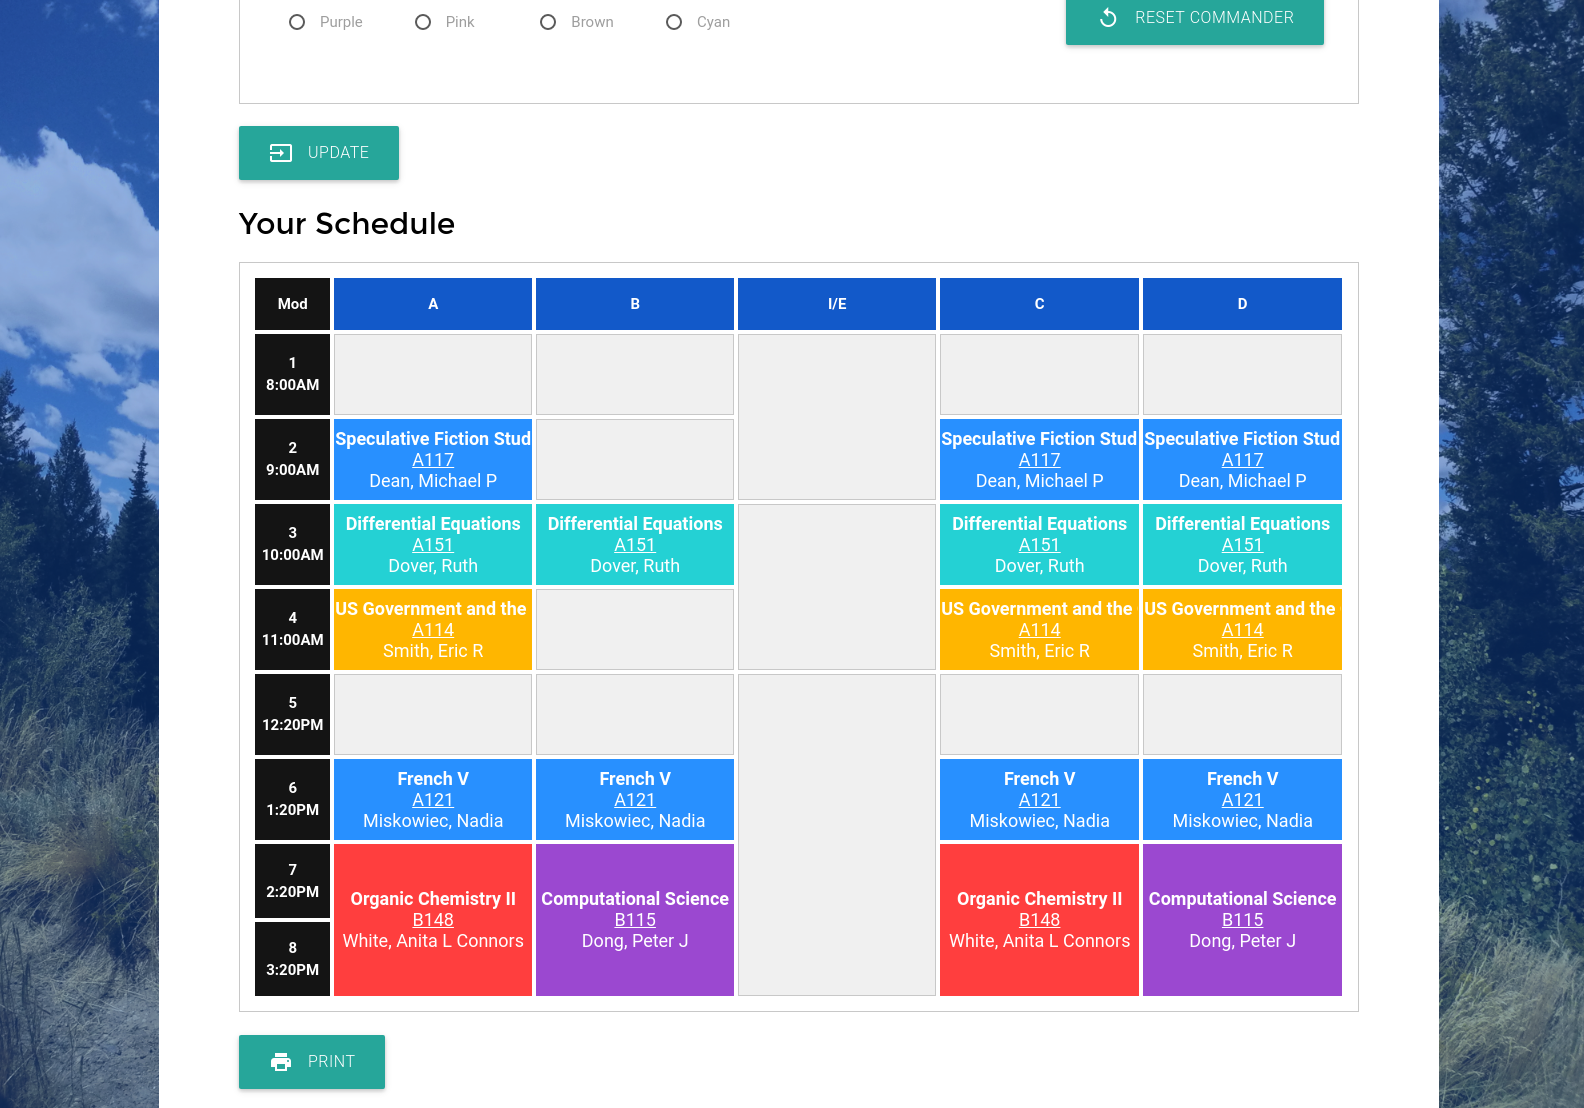 Purple Pink Brown Cyan
RESET COMMANDER
UPDATE
Your Schedule
Mod A B I/E C D
1
8:00AM
2
9:00AM
Speculative Fiction Stud
A117
Dean, Michael P
Speculative Fiction Stud
A117
Dean, Michael P
Speculative Fiction Stud
A117
Dean, Michael P
3
10:00AM
Differential Equations
A151
Dover, Ruth
Differential Equations
A151
Dover, Ruth
Differential Equations
A151
Dover, Ruth
Differential Equations
A151
Dover, Ruth
4
11:00AM
US Government and the
A114
Smith, Eric R
US Government and the
A114
Smith, Eric R
US Government and the
A114
Smith, Eric R
5
12:20PM
6
1:20PM
French V
A121
Miskowiec, Nadia
French V
A121
Miskowiec, Nadia
French V
A121
Miskowiec, Nadia
French V
A121
Miskowiec, Nadia
7
2:20PM
8
3:20PM
Organic Chemistry II
B148
White, Anita L Connors
Computational Science
B115
Dong, Peter J
Organic Chemistry II
B148
White, Anita L Connors
Computational Science
B115
Dong, Peter J
PRINT